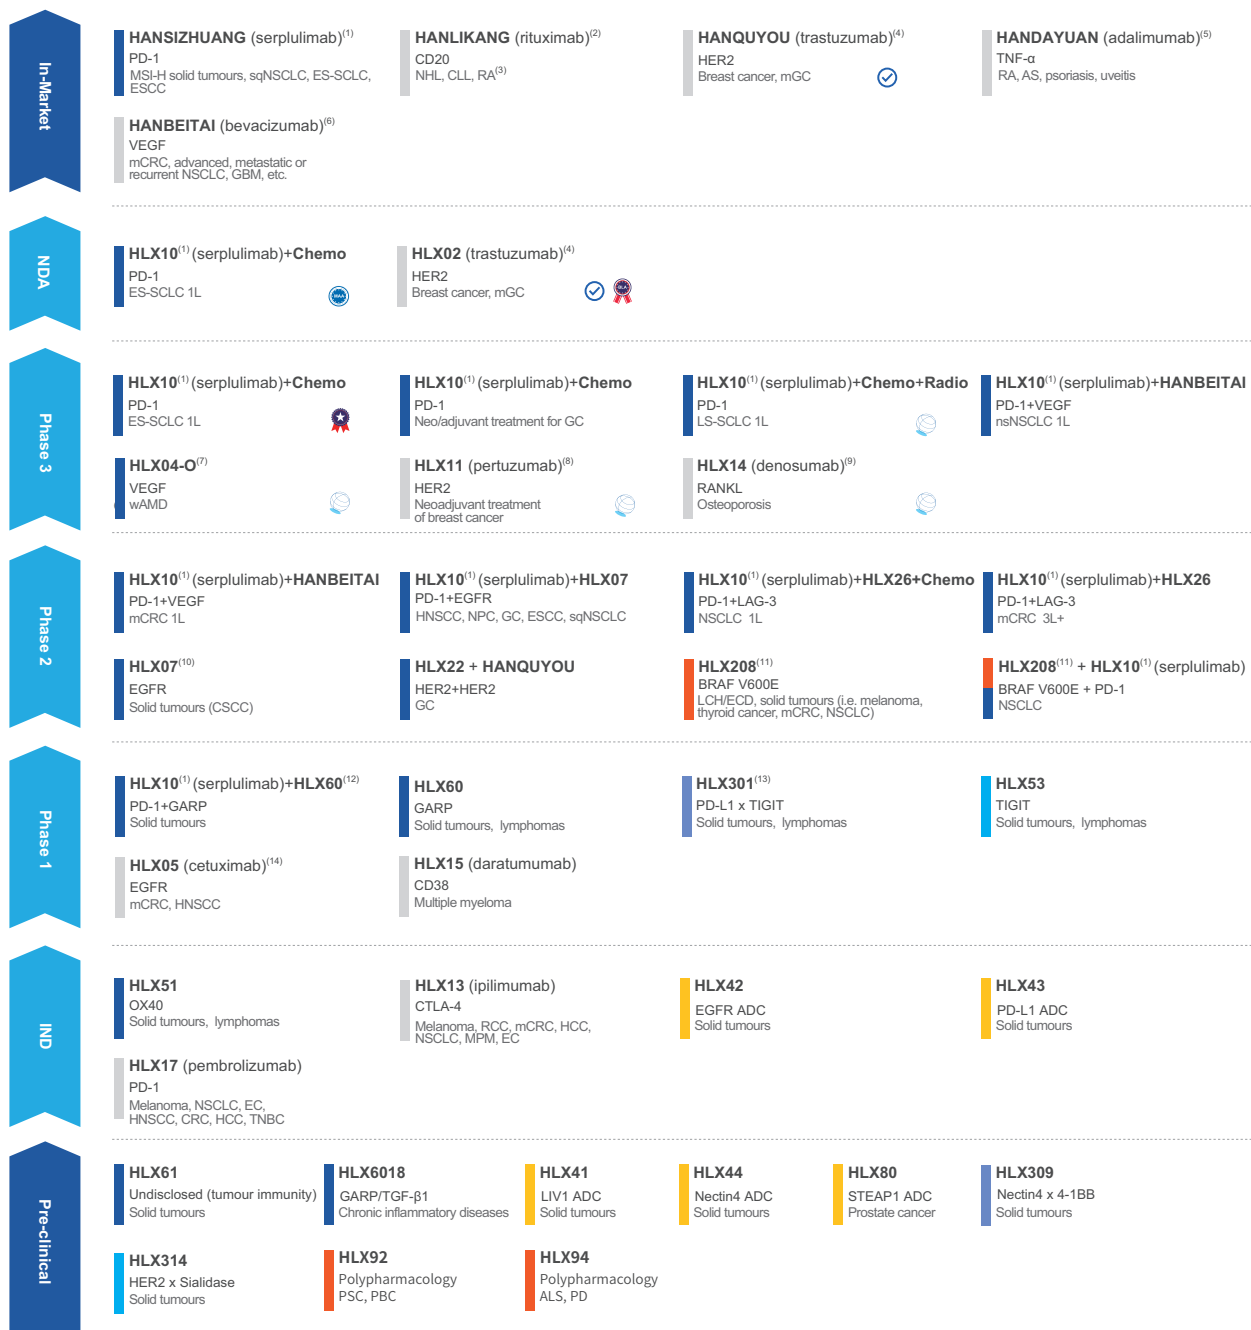 In-Market
HANSIZHUANG (serplulimab)(1)
PD-1
MSI-H solid tumours, sqNSCLC, ES-SCLC,
ESCC
HANLIKANG (rituximab)(2)
CD20
NHL, CLL, RA(3)
HANQUYOU (trastuzumab)(4)
HER2
Breast cancer, mGC
HANDAYUAN (adalimumab)(5)
TNF-α
RA, AS, psoriasis, uveitis
HANBEITAI (bevacizumab)(6)
VEGF
mCRC, advanced, metastatic or
recurrent NSCLC, GBM, etc.
NDA
HLX10(1) (serplulimab)+Chemo
PD-1
ES-SCLC 1L
MAA
HLX02 (trastuzumab)(4)
HER2
Breast cancer, mGC
BLA
Phase 3
HLX10(1) (serplulimab)+Chemo
PD-1
ES-SCLC 1L
HLX10(1) (serplulimab)+Chemo
PD-1
Neo/adjuvant treatment for GC
HLX10(1) (serplulimab)+Chemo+Radio
PD-1
LS-SCLC 1L
HLX10(1) (serplulimab)+HANBEITAI
PD-1+VEGF
nsNSCLC 1L
HLX04-O(7)
VEGF
wAMD
HLX11 (pertuzumab)(8)
HER2
Neoadjuvant treatment
of breast cancer
HLX14 (denosumab)(9)
RANKL
Osteoporosis
Phase 2
HLX10(1) (serplulimab)+HANBEITAI
PD-1+VEGF
mCRC 1L
HLX10(1) (serplulimab)+HLX07
PD-1+EGFR
HNSCC, NPC, GC, ESCC, sqNSCLC
HLX10(1) (serplulimab)+HLX26+Chemo
PD-1+LAG-3
NSCLC 1L
HLX10(1) (serplulimab)+HLX26
PD-1+LAG-3
mCRC 3L+
HLX07(10)
EGFR
Solid tumours (CSCC)
HLX22 + HANQUYOU
HER2+HER2
GC
HLX208(11)
BRAF V600E
LCH/ECD, solid tumours (i.e. melanoma,
thyroid cancer, mCRC, NSCLC)
HLX208(11) + HLX10(1) (serplulimab)
BRAF V600E + PD-1
NSCLC
Phase 1
HLX10(1) (serplulimab)+HLX60(12)
PD-1+GARP
Solid tumours
HLX60
GARP
Solid tumours, lymphomas
HLX301(13)
PD-L1 x TIGIT
Solid tumours, lymphomas
HLX53
TIGIT
Solid tumours, lymphomas
HLX05 (cetuximab)(14)
EGFR
mCRC, HNSCC
HLX15 (daratumumab)
CD38
Multiple myeloma
IND
HLX51
OX40
Solid tumours, lymphomas
HLX13 (ipilimumab)
CTLA-4
Melanoma, RCC, mCRC, HCC,
NSCLC, MPM, EC
HLX42
EGFR ADC
Solid tumours
HLX43
PD-L1 ADC
Solid tumours
HLX17 (pembrolizumab)
PD-1
Melanoma, NSCLC, EC,
HNSCC, CRC, HCC, TNBC
Pre-clinical
HLX61
Undisclosed (tumour immunity)
Solid tumours
HLX6018
GARP/TGF-β1
Chronic inflammatory diseases
HLX41
LIV1 ADC
Solid tumours
HLX44
Nectin4 ADC
Solid tumours
HLX80
STEAP1 ADC
Prostate cancer
HLX309
Nectin4 x 4-1BB
Solid tumours
HLX314
HER2 x Sialidase
Solid tumours
HLX92
Polypharmacology
PSC, PBC
HLX94
Polypharmacology
ALS, PD